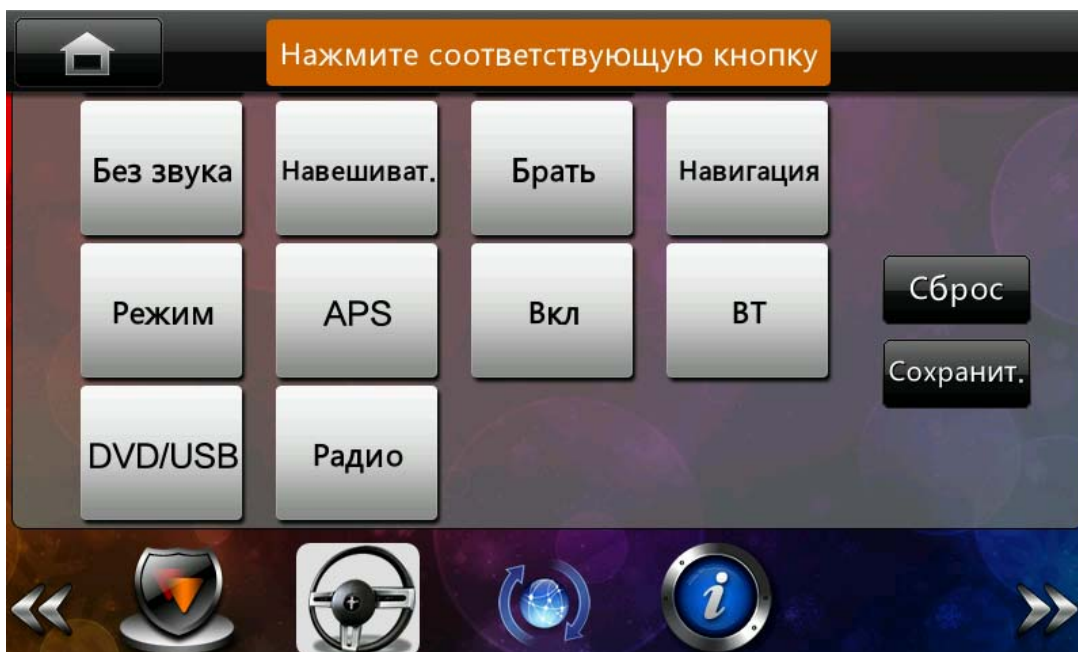 Нажмите соответствующую кнопку
Без звука
Навешиват.
Брать
Навигация
Режим
APS
Вкл
BT
Сброс
Сохранит.
DVD/USB
Радио